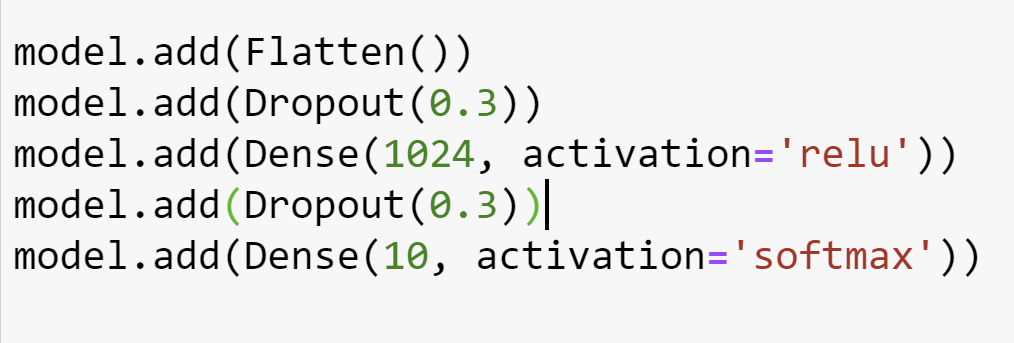 model.add(Flatten())
model.add(Dropout(0.3))
model.add(Dense(1024, activation='relu'))
model.add(Dropout(0.3))
model.add(Dense(10, activation='softmax'))